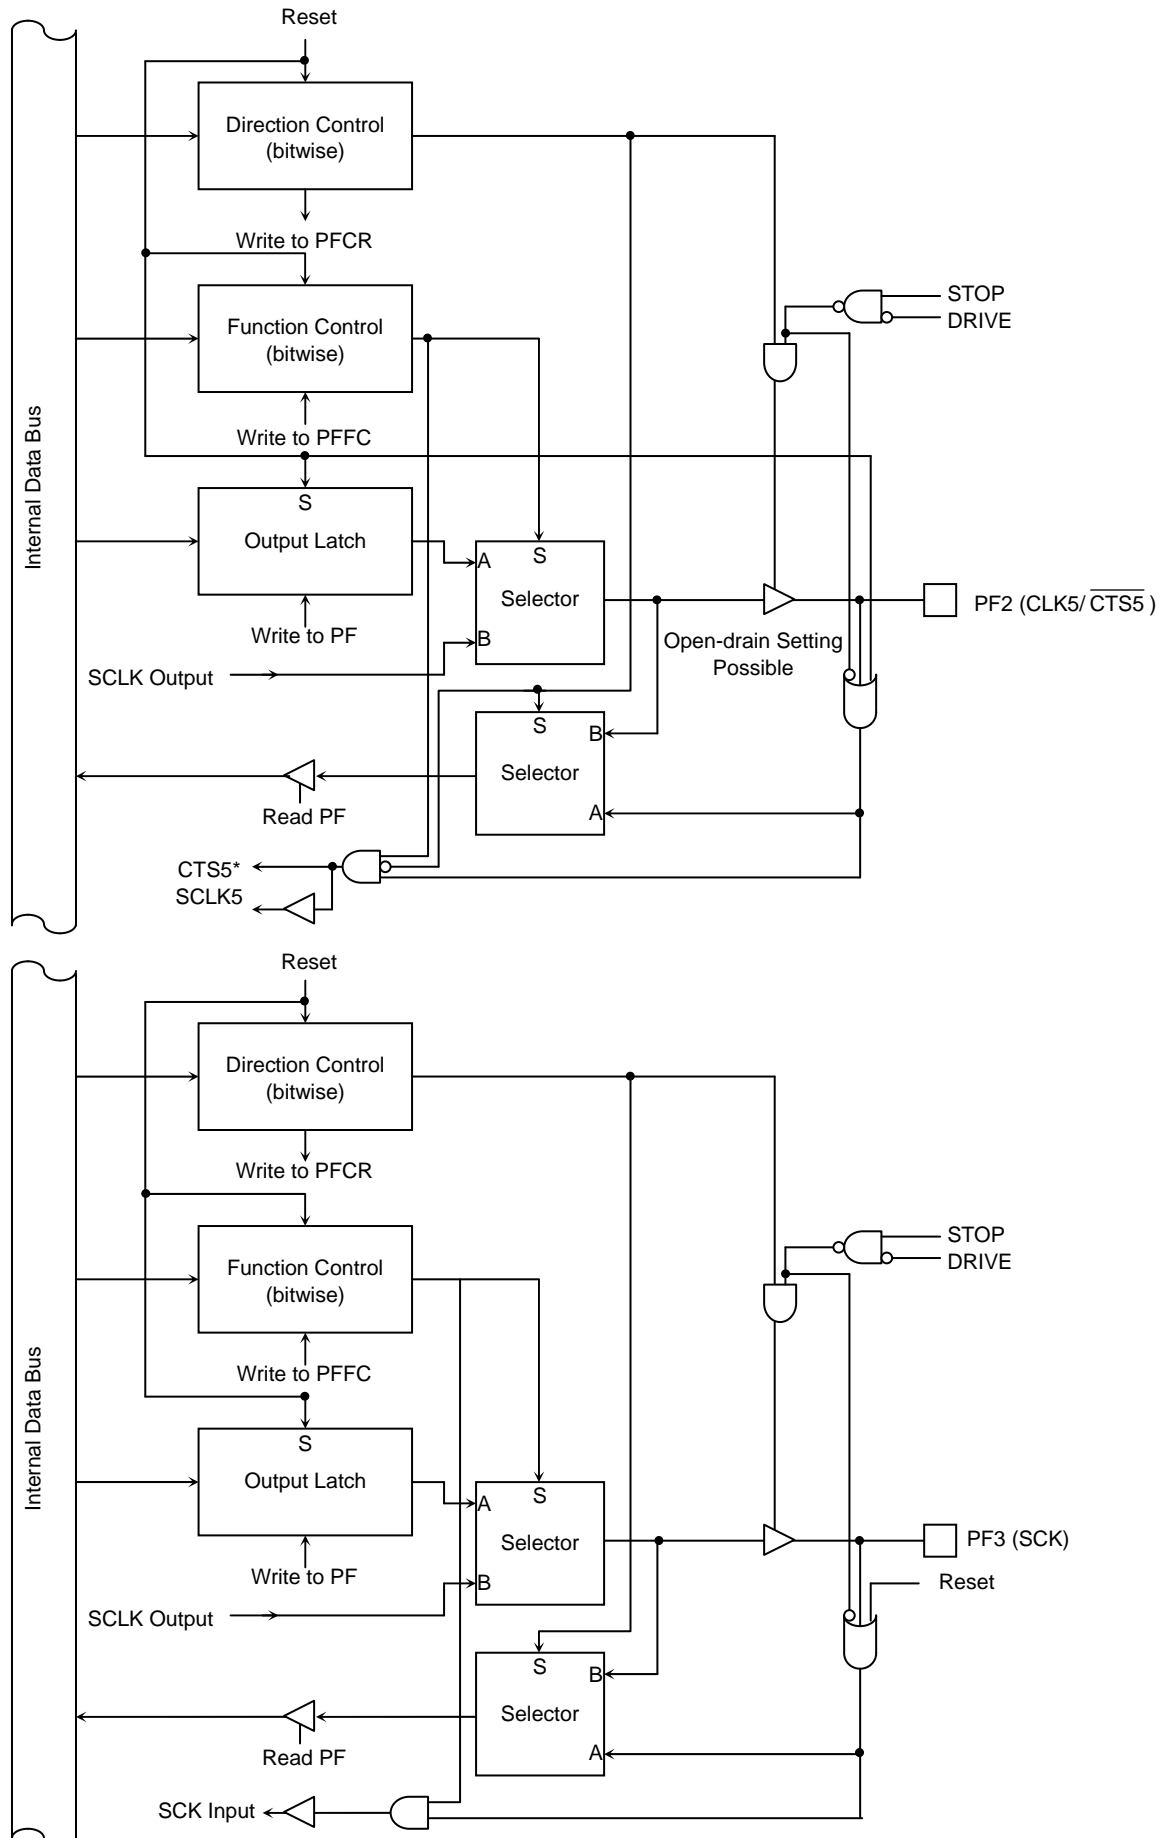 Reset
Direction Control
(bitwise)
Write to PFCR
STOP
DRIVE
Function Control
(bitwise)
Write to PFFC
Internal Data Bus
S
Output Latch
A
S
Selector
B
Write to PF
SCLK Output
PF2 (CLK5/ CTS5 )
Open-drain Setting
Possible
S
B
Selector
A
Read PF
CTS5*
SCLK5
Reset
Direction Control
(bitwise)
Write to PFCR
STOP
DRIVE
Function Control
(bitwise)
Write to PFFC
Internal Data Bus
S
Output Latch
A
S
Selector
B
Write to PF
SCLK Output
PF3 (SCK)
Reset
S
B
Selector
A
Read PF
SCK Input